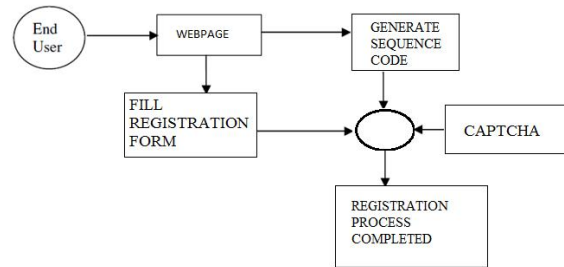 End
User
WEBPAGE
GENERATE
SEQUENCE
CODE
FILL
REGISTRATION
FORM
CAPTCHA
REGISTRATION
PROCESS
COMPLETED